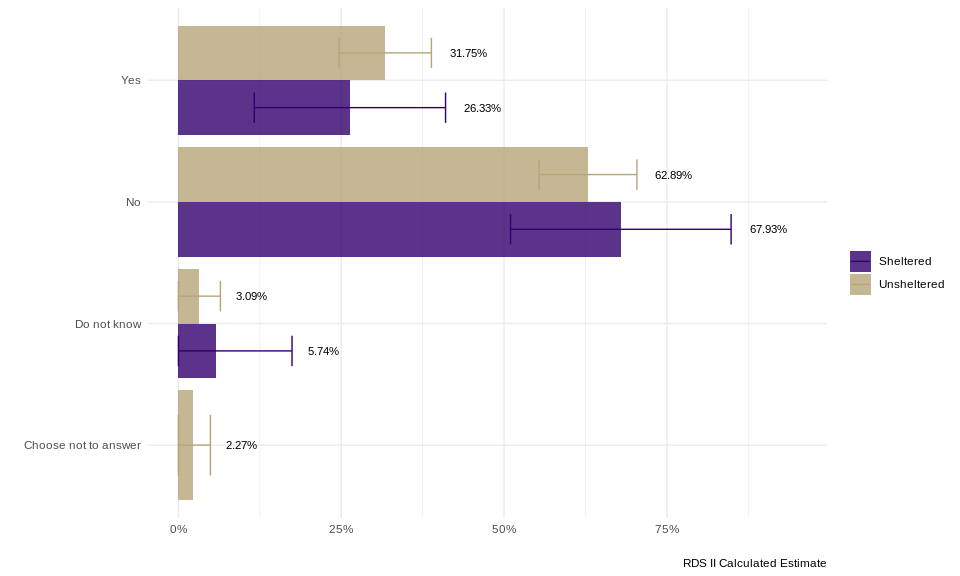 Yes
31.75%
26.33%
No
62.89%
67.93%
Do not know
3.09%
5.74%
Choose not to answer
2.27%
0%
25%
50%
75%
RDS II Calculated Estimate
Sheltered
Unsheltered